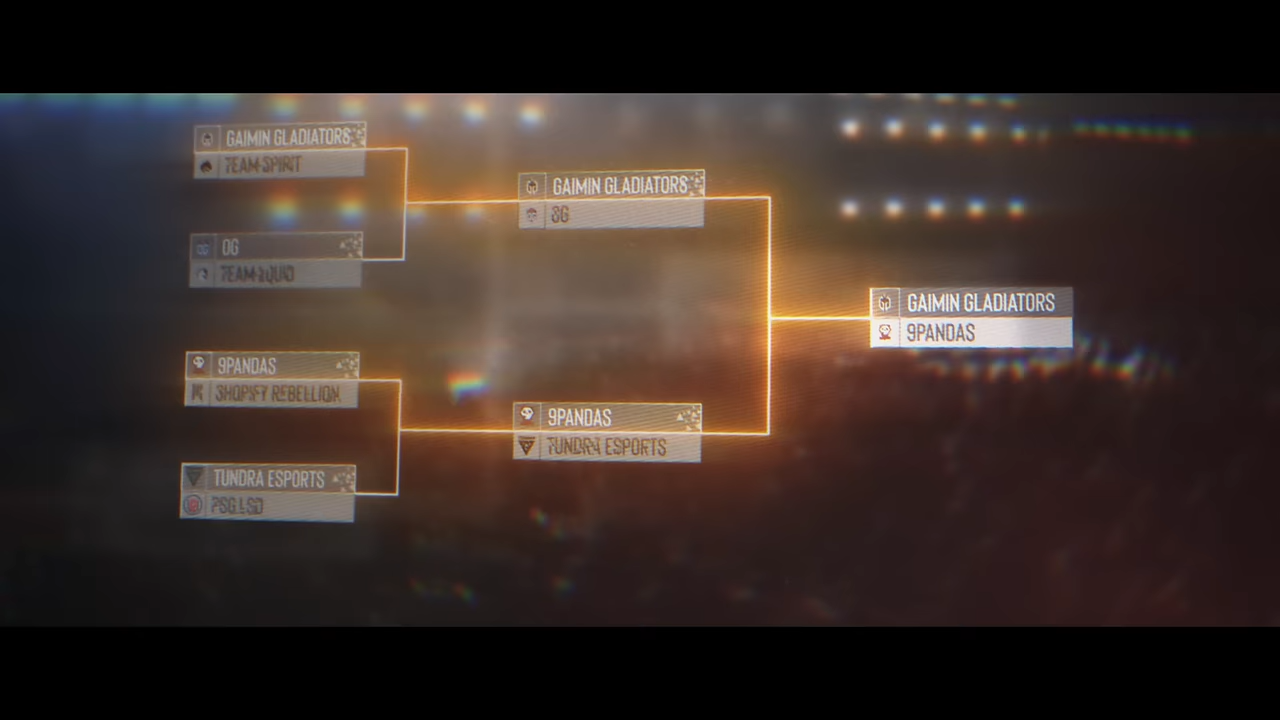 GAIMIN GLADIATORS
TEAM SPIRIT
OG
TEAM LIQUID
9PANDAS
SHOPIFY REBELLION
TUNDRA ESPORTS
PSG.LGD
GAIMIN GLADIATORS
OG
9PANDAS
TUNDRA ESPORTS
GAIMIN GLADIATORS
9PANDAS